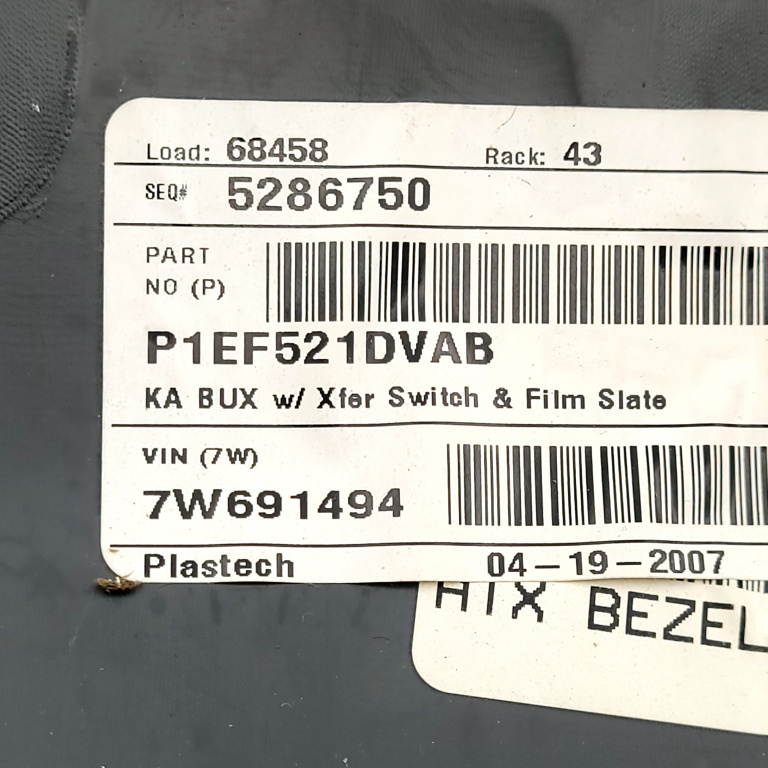 Load: 68458 Rack: 43
SEQ# 5286750
PART
NO (P)
P1EF521DVAB
KA BUX w/ Xfer Switch & Film Slate
VIN (7W)
7W691494
Plastech 04-19-2007
BEZEL